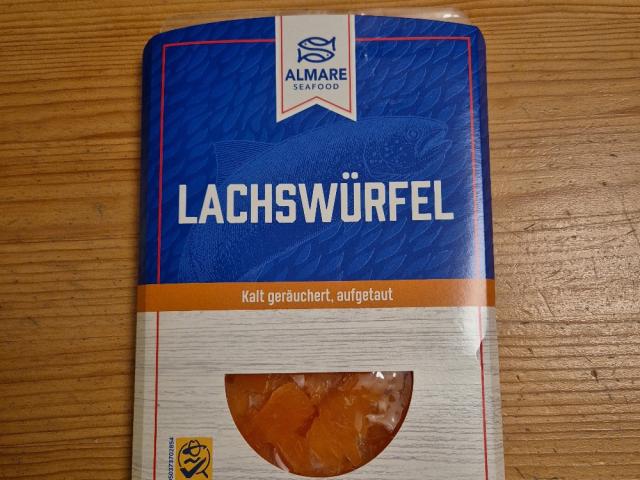 ALMARE
SEAFOOD
LACHSWÜRFEL
Kalt geräuchert, aufgetaut